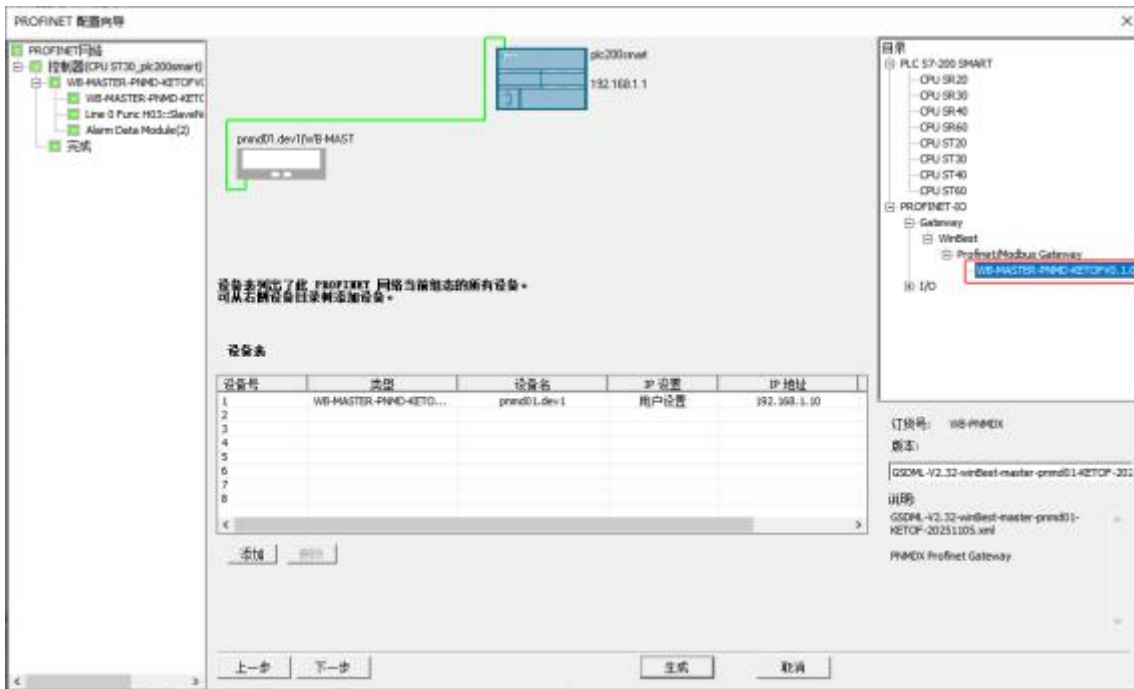 PROFINET 配置向导
PROFINET网络
控制器(CPU ST30_plc200smart)
WB-MASTER-PNMD-KETOFV(
WB-MASTER-PNMD-KETC
Line 0 Func H03::SlaveN
Alarm Data Module(2)
完成
plc200smart
192.168.1.1
pnmd01.dev1(WB-MAST
设备表列出了此 PROFINET 网络当前组态的所有设备。
可从右侧设备目录树添加设备。
设备表
设备号 类型 设备名 IP 设置 IP 地址
1 WB-MASTER-PNMD-KETO... pnmd01.dev1 用户设置 192.168.1.10
2
3
4
5
6
7
8
添加 删除
上一步 下一步 生成 取消
目录
PLC S7-200 SMART
CPU SR20
CPU SR30
CPU SR40
CPU SR60
CPU ST20
CPU ST30
CPU ST40
CPU ST60
PROFINET-IO
Gateway
WinBest
Profinet/Modbus Gateway
WB-MASTER-PNMD-KETOFV0.1.0
I/O
订货号: WB-PNMDX
版本:
GSDML-V2.32-winBest-master-pnmd01-KETOF-202
说明:
GSDML-V2.32-winBest-master-pnmd01-
KETOF-20251105.xml
PNMDX Profinet Gateway